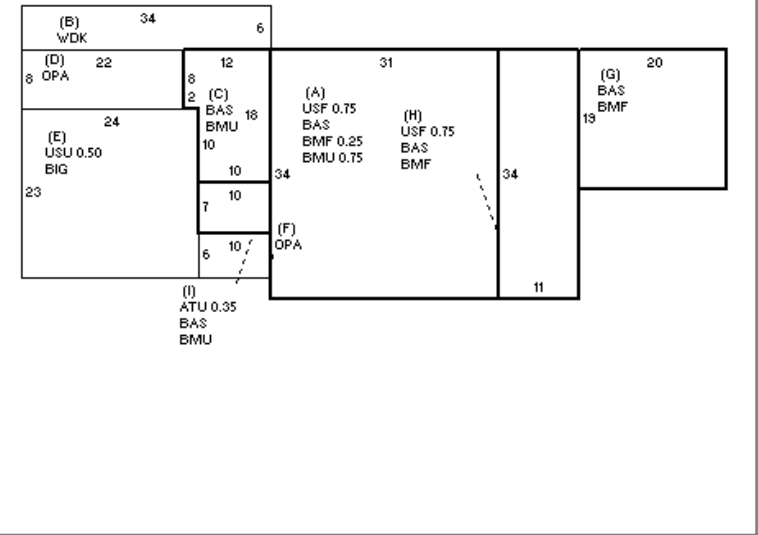 (B) 34
WDK 6
(D) 22 12 31 20
8 OPA 8
2
(C)
BAS 18
BMU
10
10
(A)
USF 0.75
BAS
BMF 0.25
BMU 0.75
(H)
USF 0.75
BAS
BMF
(G)
BAS
BMF
19
24
(E)
USU 0.50
BIG
23
34
34
10
7
(F)
OPA
6 10
11
(I)
ATU 0.35
BAS
BMU